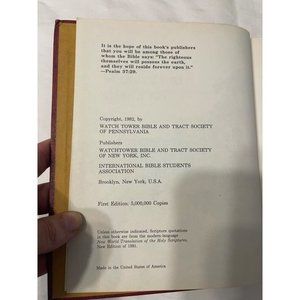 It is the hope of this book's publishers
that you will be among those of
whom the Bible says: "The righteous
themselves will possess the earth,
and they will reside forever upon it."
—Psalm 37:29.
Copyright, 1982, by
WATCH TOWER BIBLE AND TRACT SOCIETY
OF PENNSYLVANIA
Publishers
WATCHTOWER BIBLE AND TRACT SOCIETY
OF NEW YORK, INC.
INTERNATIONAL BIBLE STUDENTS
ASSOCIATION
Brooklyn, New York, U.S.A.
First Edition: 5,000,000 Copies
Unless otherwise indicated, Scripture quotations
in this book are from the modern-language
New World Translation of the Holy Scriptures,
New Edition of 1981.
Made in the United States of America